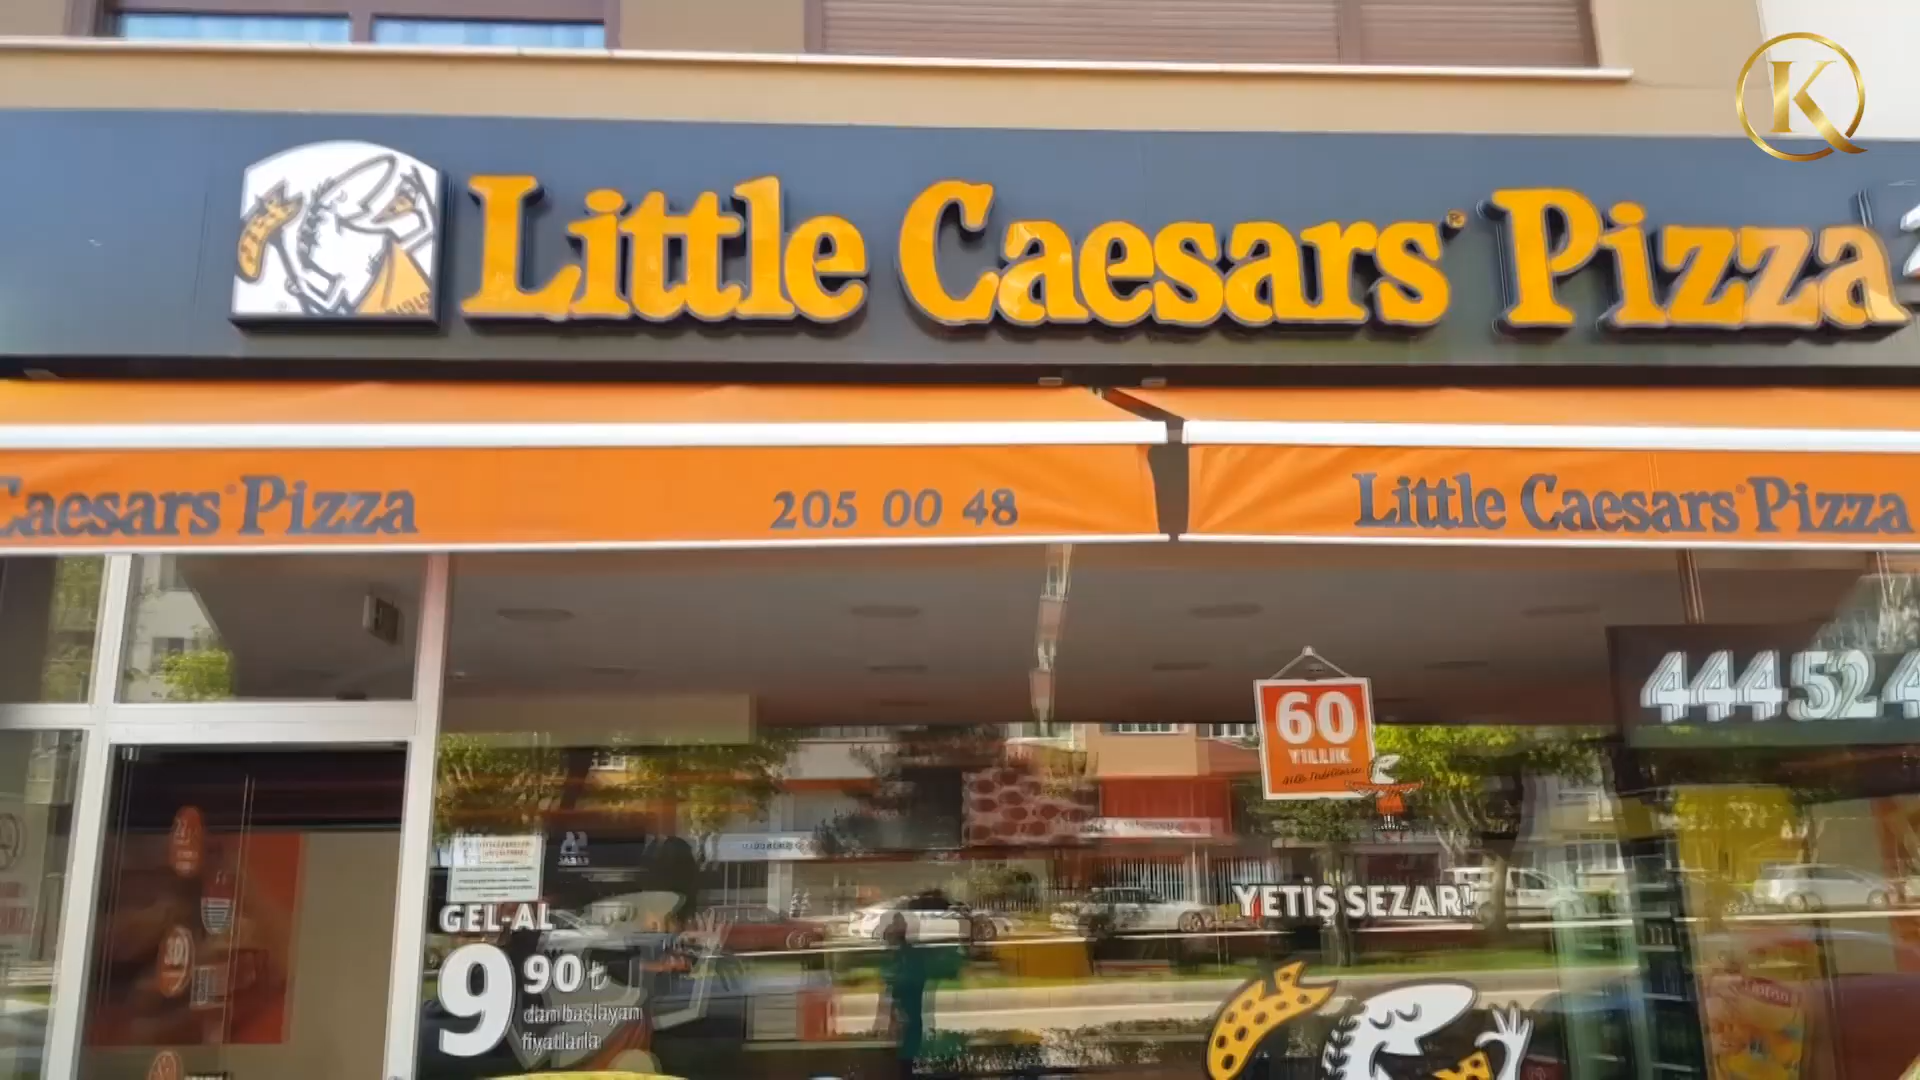 K
Little Caesars® Pizza
Caesars® Pizza
205 00 48
Little Caesars® Pizza
444 52 4
60
YILLIK
GEL-AL
YETİŞ SEZAR!
9 90 ₺
dan başlayan
fiyatlarla